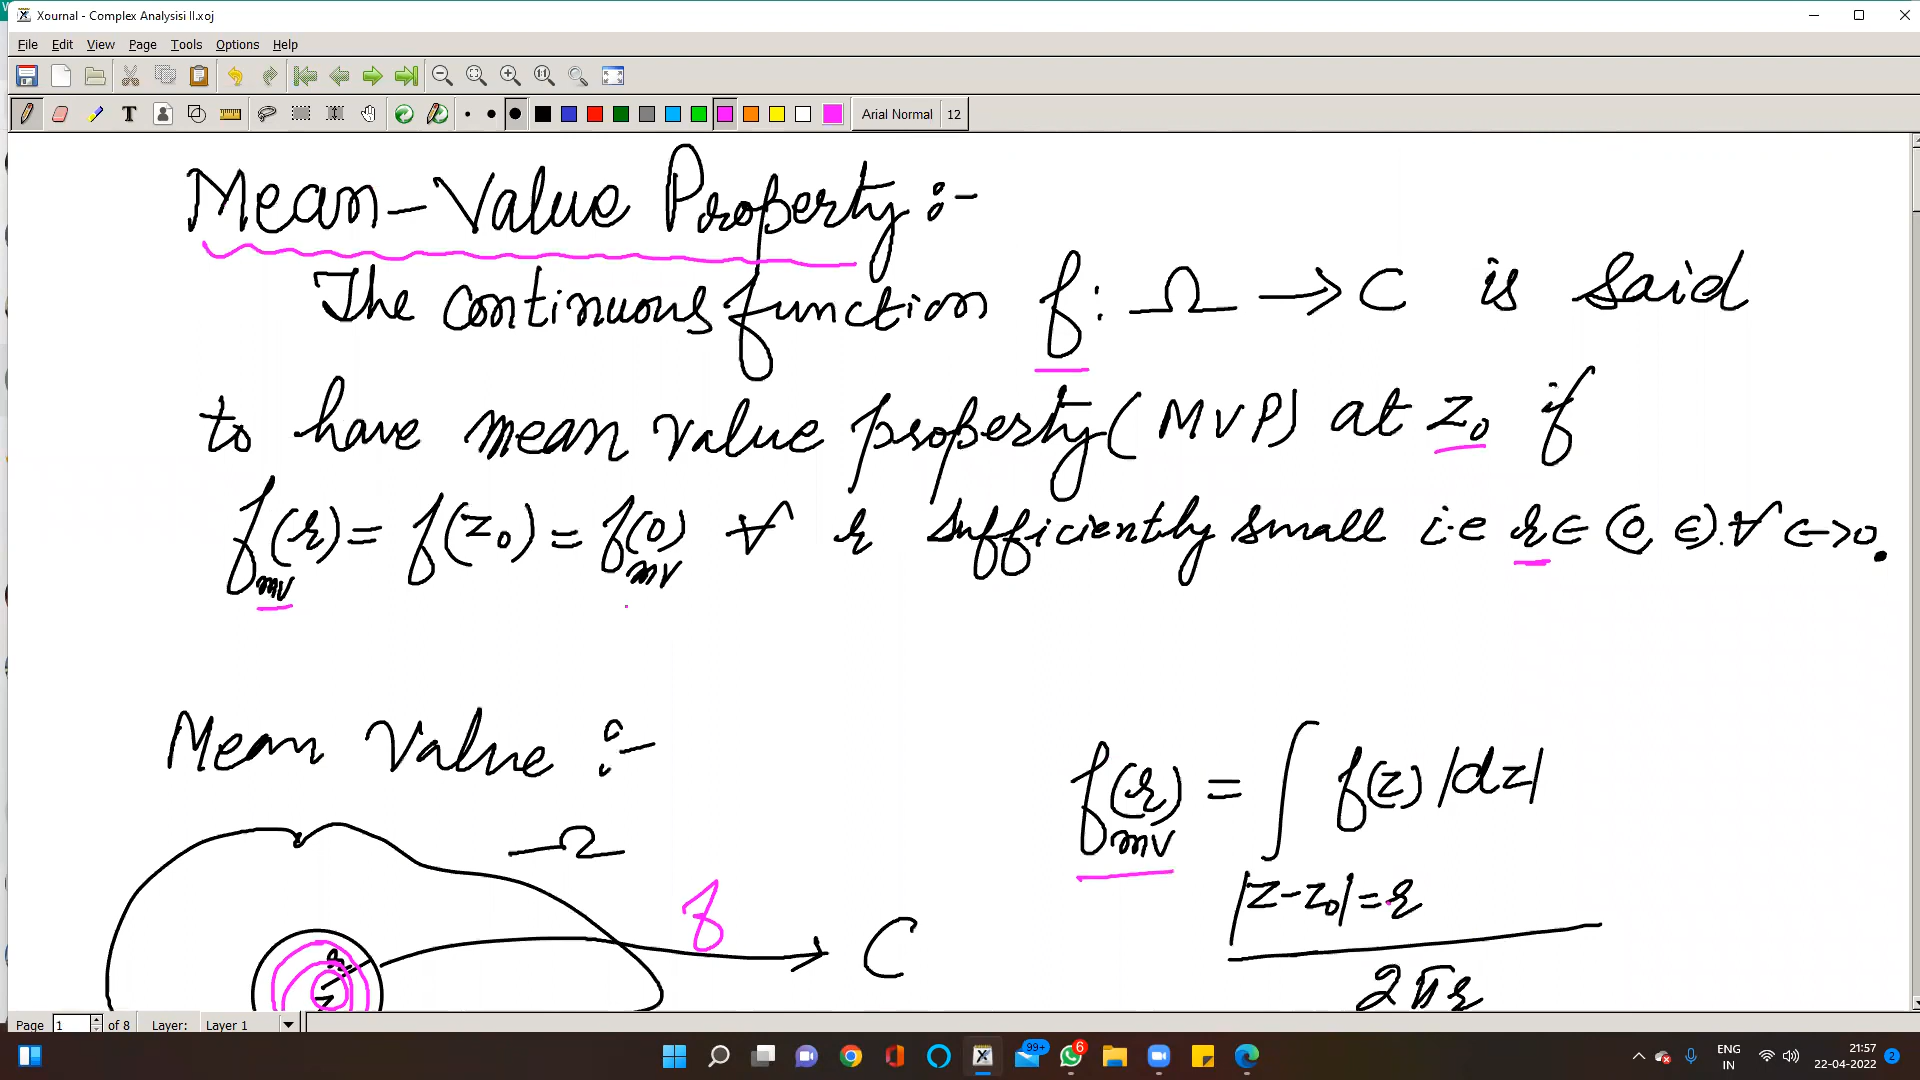 Xournal - Complex Analysisi II.xoj
File Edit View Page Tools Options Help
Arial Normal 12
Mean-Value Property :-
The continuous function f : Ω → C is said
to have mean value property (MVP) at z₀ if
f_mv(r) = f(z₀) = f_mv(0) ∀ r sufficiently small i.e r ∈ (0, ∈). ∀ ∈>0.
Mean Value :-
f_mv(r) = ∫ f(z) |dz|
|z-z₀|=r
2πr
Ω
f
C
r
z
Page 1 of 8 Layer: Layer 1
99+
6
ENG
IN
21:57
22-04-2022
2